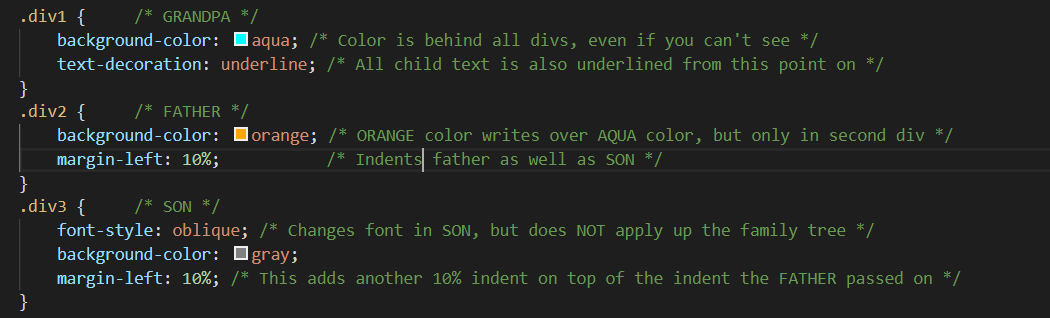 .div1 {     /* GRANDPA */
    background-color: aqua; /* Color is behind all divs, even if you can't see */
    text-decoration: underline; /* All child text is also underlined from this point on */
}
.div2 {     /* FATHER */
    background-color: orange; /* ORANGE color writes over AQUA color, but only in second div */
    margin-left: 10%;           /* Indents father as well as SON */
}
.div3 {     /* SON */
    font-style: oblique; /* Changes font in SON, but does NOT apply up the family tree */
    background-color: gray;
    margin-left: 10%; /* This adds another 10% indent on top of the indent the FATHER passed on */
}